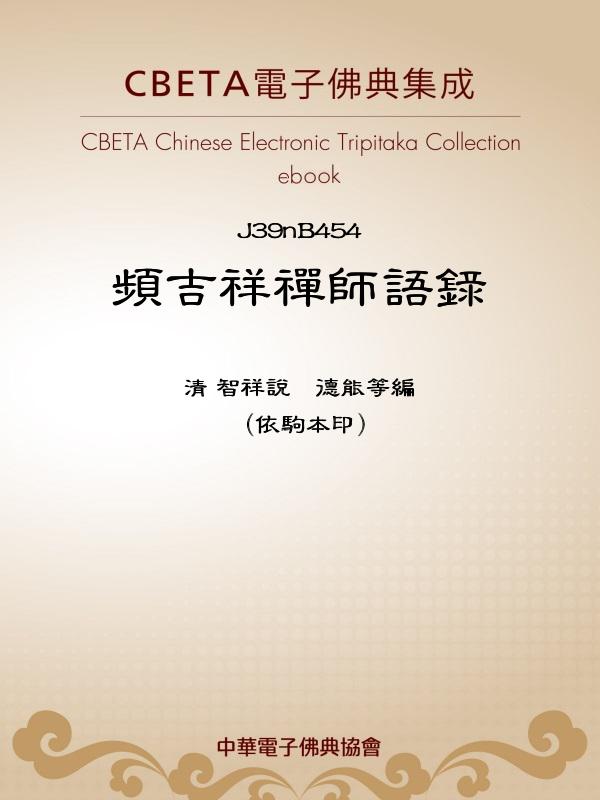 CBETA電子佛典集成
CBETA Chinese Electronic Tripitaka Collection
ebook
J39nB454
頻吉祥禪師語錄
清 智祥說　德能等編
(依駒本印)
中華電子佛典協會